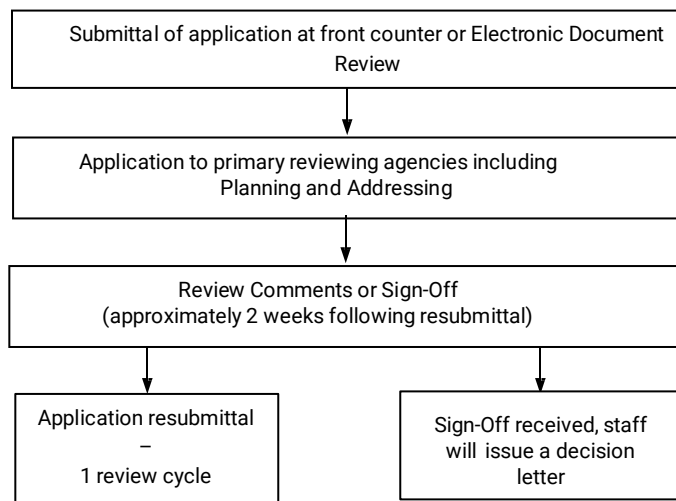 Submittal of application at front counter or Electronic Document
Review
Application to primary reviewing agencies including
Planning and Addressing
Review Comments or Sign-Off
(approximately 2 weeks following resubmittal)
Application resubmittal
–
1 review cycle
Sign-Off received, staff
will issue a decision
letter